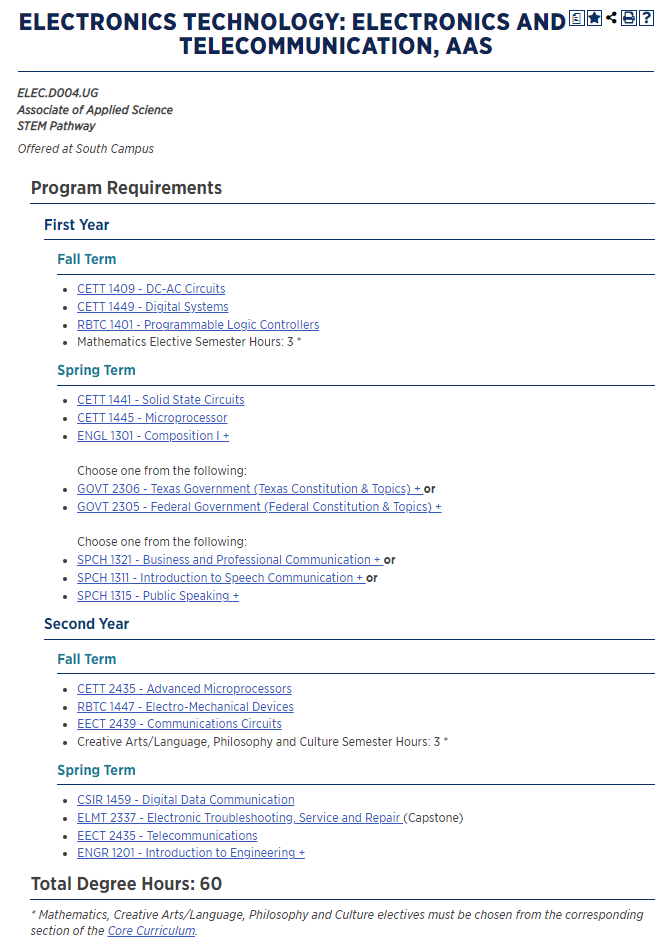 ELECTRONICS TECHNOLOGY: ELECTRONICS AND
TELECOMMUNICATION, AAS
ELEC.D004.UG
Associate of Applied Science
STEM Pathway
Offered at South Campus
Program Requirements
First Year
Fall Term
• CETT 1409 - DC-AC Circuits
• CETT 1449 - Digital Systems
• RBTC 1401 - Programmable Logic Controllers
• Mathematics Elective Semester Hours: 3 *
Spring Term
• CETT 1441 - Solid State Circuits
• CETT 1445 - Microprocessor
• ENGL 1301 - Composition I +
Choose one from the following:
• GOVT 2306 - Texas Government (Texas Constitution & Topics) + or
• GOVT 2305 - Federal Government (Federal Constitution & Topics) +
Choose one from the following:
• SPCH 1321 - Business and Professional Communication + or
• SPCH 1311 - Introduction to Speech Communication + or
• SPCH 1315 - Public Speaking +
Second Year
Fall Term
• CETT 2435 - Advanced Microprocessors
• RBTC 1447 - Electro-Mechanical Devices
• EECT 2439 - Communications Circuits
• Creative Arts/Language, Philosophy and Culture Semester Hours: 3 *
Spring Term
• CSIR 1459 - Digital Data Communication
• ELMT 2337 - Electronic Troubleshooting, Service and Repair (Capstone)
• EECT 2435 - Telecommunications
• ENGR 1201 - Introduction to Engineering +
Total Degree Hours: 60
* Mathematics, Creative Arts/Language, Philosophy and Culture electives must be chosen from the corresponding
section of the Core Curriculum.